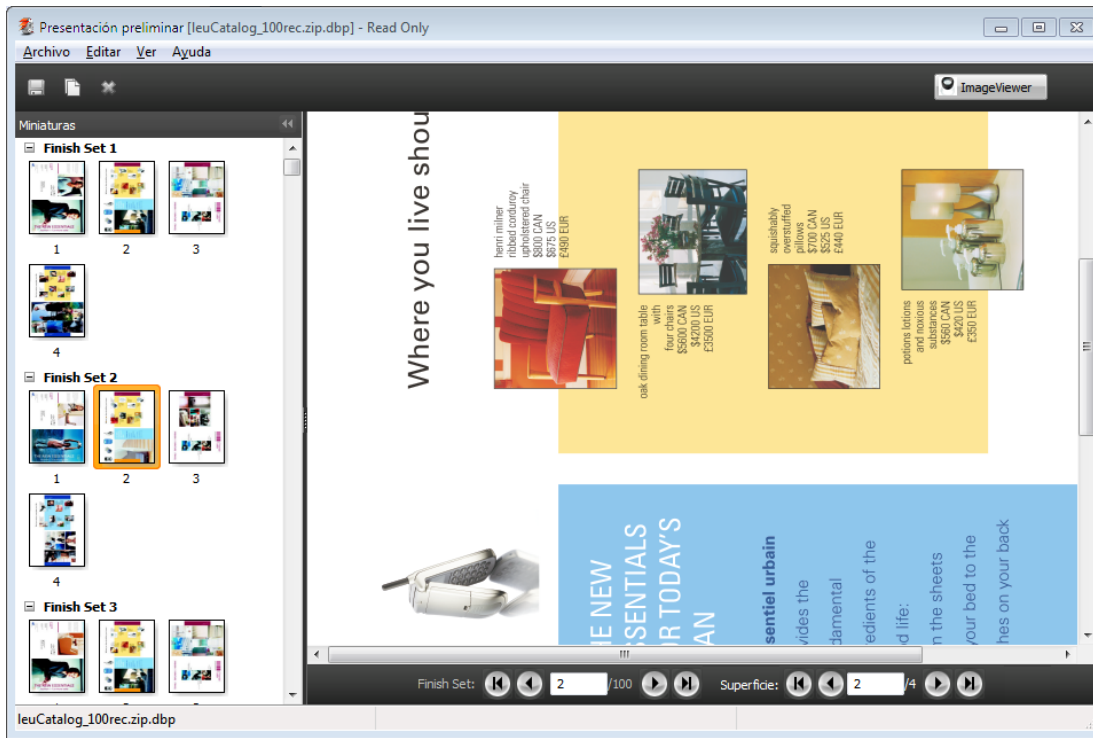 Presentación preliminar [leuCatalog_100rec.zip.dbp] - Read Only
Archivo Editar Ver Ayuda
ImageViewer
Miniaturas
Finish Set 1
1 2 3
4
Finish Set 2
1 2 3
4
Finish Set 3
Where you live shou
henri milner
ribbed corduroy
upholstered chair
$800 CAN
$675 US
£490 EUR
oak dining room table
with
four chairs
$5600 CAN
$4200 US
£3500 EUR
squishably
overstuffed
pillows
$700 CAN
$525 US
£440 EUR
potions lotions
and noxious
substances
$560 CAN
$420 US
£350 EUR
HE NEW
SSENTIALS
OR TODAY'S
AN
sentiel urbain
vides the
damental
edients of the
od life:
m the sheets
your bed to the
hes on your back
Finish Set: 2 /100 Superficie: 2 /4
leuCatalog_100rec.zip.dbp